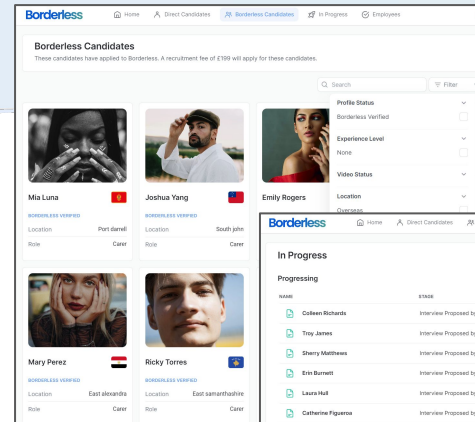 Borderless Home Direct Candidates Borderless Candidates In Progress Employees
Borderless Candidates
These candidates have applied to Borderless. A recruitment fee of £199 will apply for these candidates.
Search Filter
Profile Status
Borderless Verified
Experience Level
None
Video Status
Location
Overseas
Mia Luna Joshua Yang Emily Rogers
BORDERLESS VERIFIED BORDERLESS VERIFIED
Location Port darrell Location South john
Role Carer Role Carer
Mary Perez Ricky Torres
BORDERLESS VERIFIED BORDERLESS VERIFIED
Location East alexandra Location East samanthashire
Role Carer Role Carer
Borderless Home Direct Candidates
In Progress
Progressing
NAME STAGE
Colleen Richards Interview Proposed by
Troy James Interview Proposed by
Sherry Matthews Interview Proposed by
Erin Burnett Interview Proposed by
Laura Hull Interview Proposed by
Catherine Figueroa Interview Proposed by